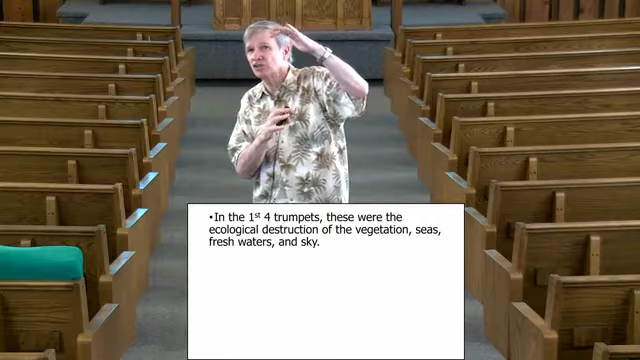 •In the 1st 4 trumpets, these were the
ecological destruction of the vegetation, seas,
fresh waters, and sky.